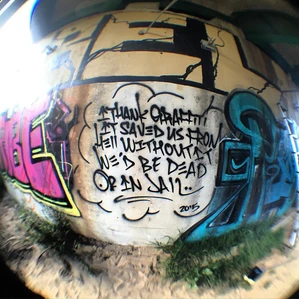 I THANK GRAFFITI
IT SAVED US FROM
HELL WITHOUT IT
WE'D BE DEAD
OR IN JAIL..
2015